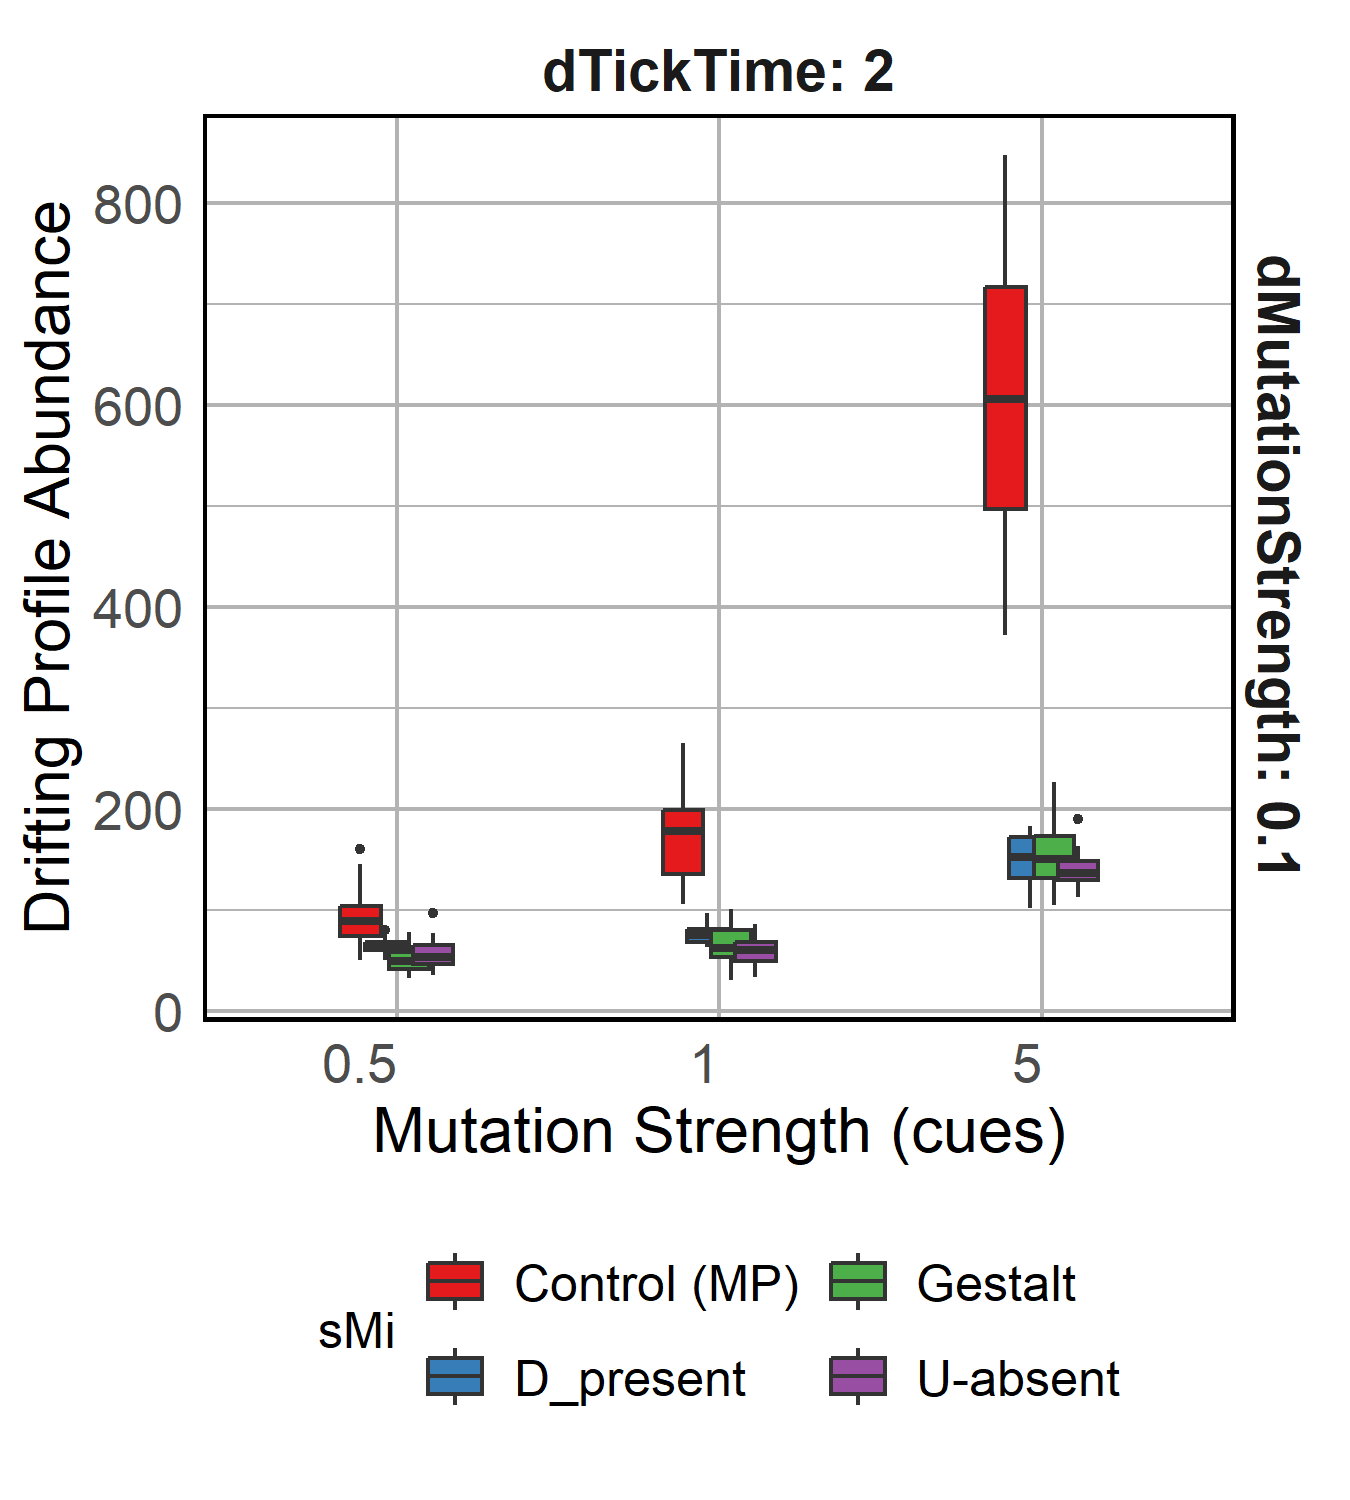 dTickTime: 2
Drifting Profile Abundance
800
600
400
200
0
dMutationStrength: 0.1
0.5 1 5
Mutation Strength (cues)
sMi
Control (MP) Gestalt
D_present U-absent